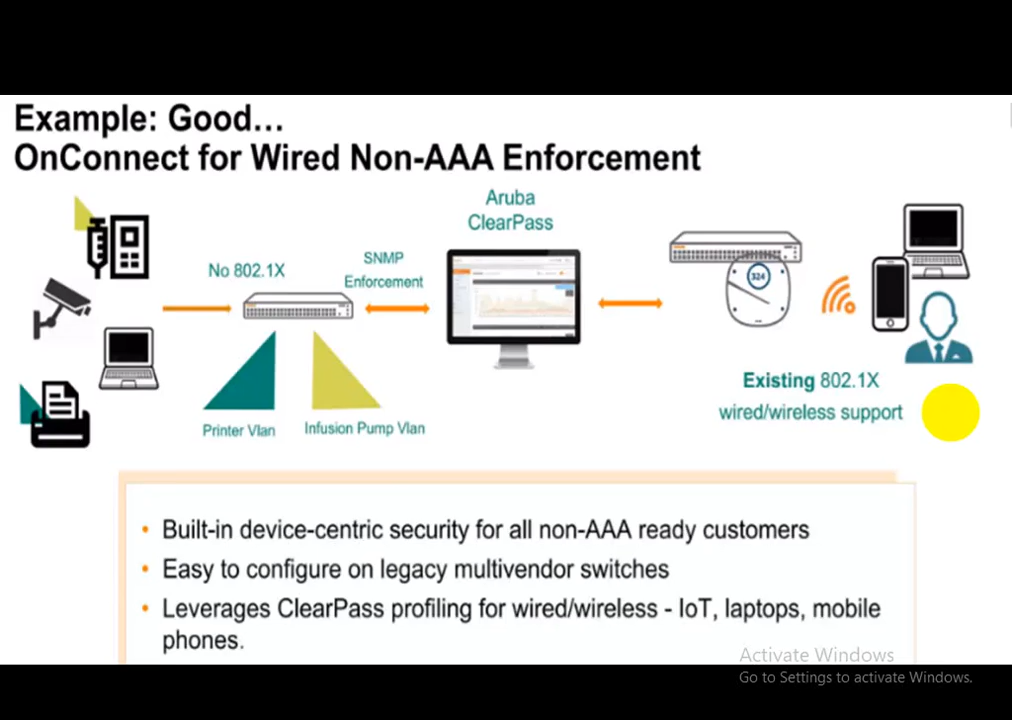 Example: Good…
OnConnect for Wired Non-AAA Enforcement
Aruba
ClearPass
No 802.1X
SNMP
Enforcement
324
Printer Vlan
Infusion Pump Vlan
Existing 802.1X
wired/wireless support
• Built-in device-centric security for all non-AAA ready customers
• Easy to configure on legacy multivendor switches
• Leverages ClearPass profiling for wired/wireless - IoT, laptops, mobile
phones.
Activate Windows
Go to Settings to activate Windows.